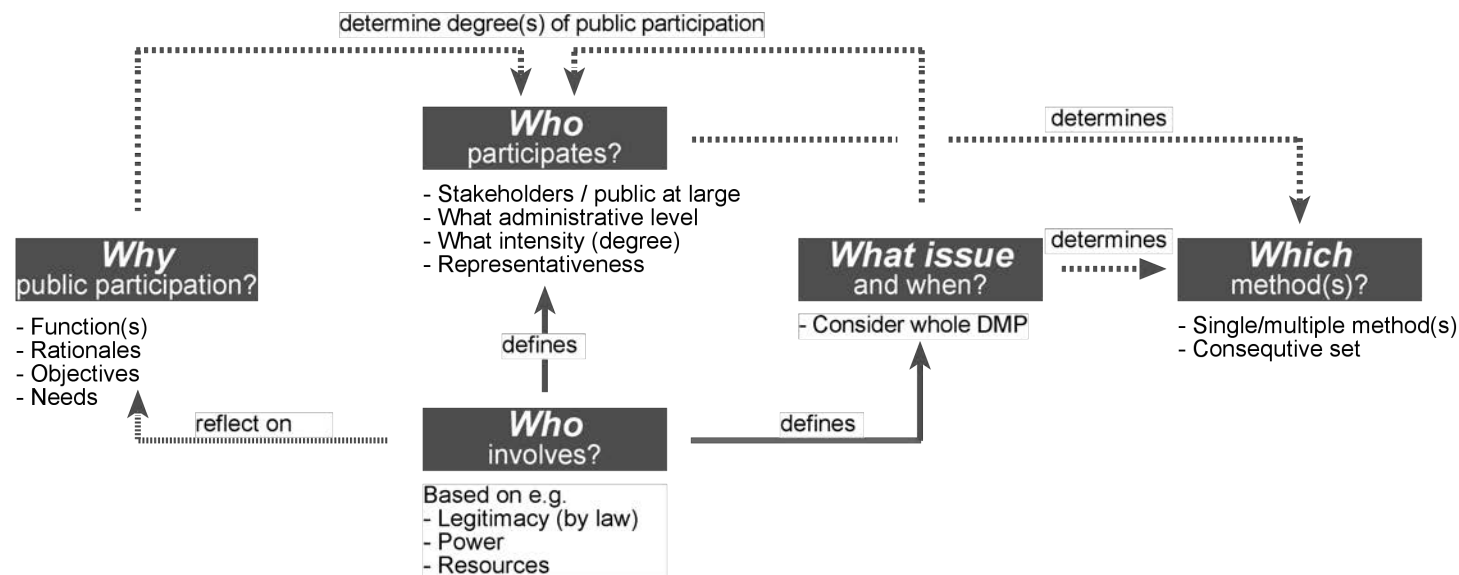 determine degree(s) of public participation
Who
participates?
- Stakeholders / public at large
- What administrative level
- What intensity (degree)
- Representativeness
determines
Why
public participation?
- Function(s)
- Rationales
- Objectives
- Needs
What issue
and when?
- Consider whole DMP
determines
Which
method(s)?
- Single/multiple method(s)
- Consequtive set
defines
reflect on
Who
involves?
Based on e.g.
- Legitimacy (by law)
- Power
- Resources
defines